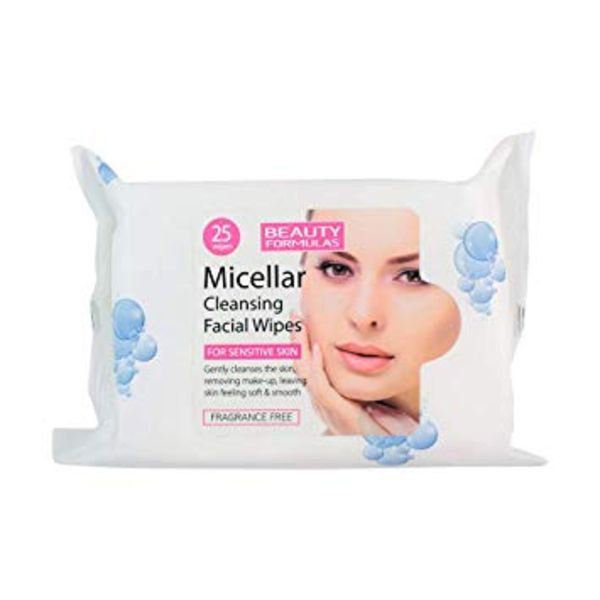 25
wipes
BEAUTY
FORMULAS
Micellar
Cleansing
Facial Wipes
FOR SENSITIVE SKIN
Gently cleanses the skin,
removing make-up, leaving
skin feeling soft & smooth
FRAGRANCE FREE